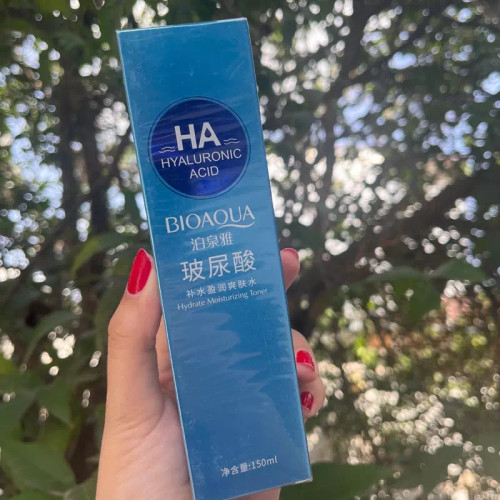 HA
HYALURONIC
ACID
BIOAQUA
泊泉雅
玻尿酸
补水盈润爽肤水
Hydrate Moisturizing Toner
净含量:150ml